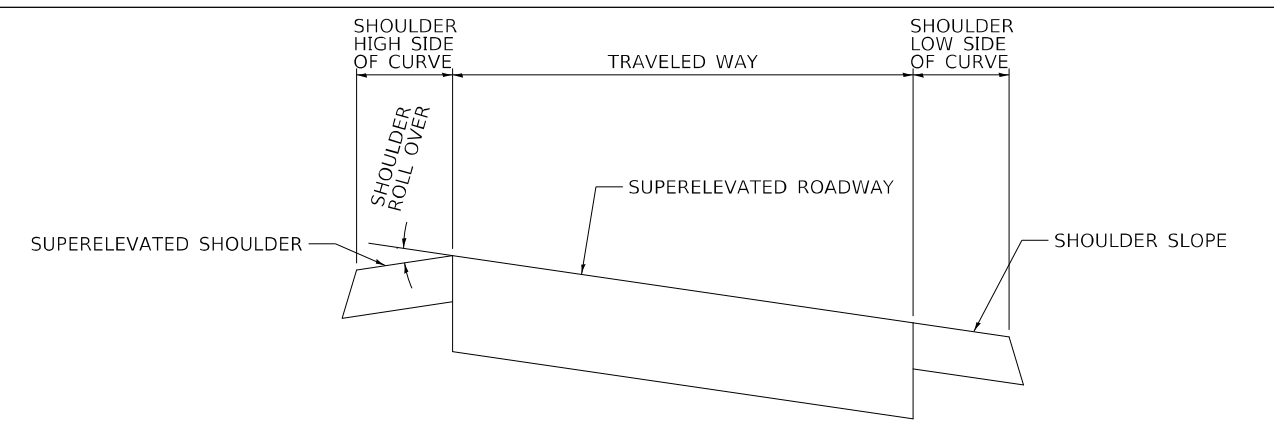 SHOULDER
HIGH SIDE
OF CURVE
TRAVELED WAY
SHOULDER
LOW SIDE
OF CURVE
SHOULDER
ROLL OVER
SUPERELEVATED ROADWAY
SUPERELEVATED SHOULDER
SHOULDER SLOPE